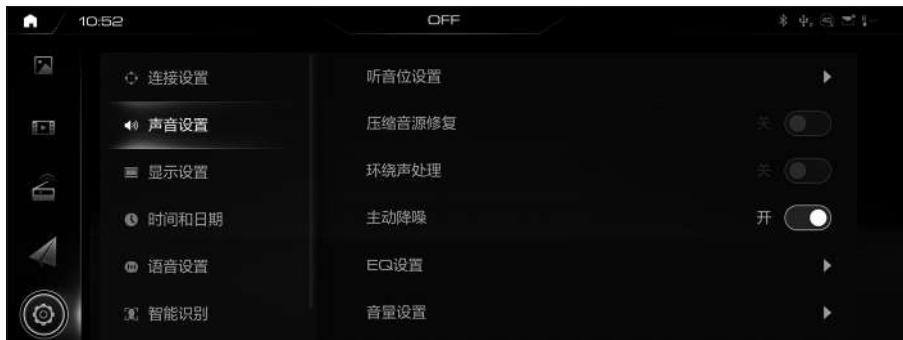 10:52
OFF
连接设置
声音设置
显示设置
时间和日期
语音设置
智能识别
听音位设置
压缩音源修复
关
环绕声处理
关
主动降噪
开
EQ设置
音量设置